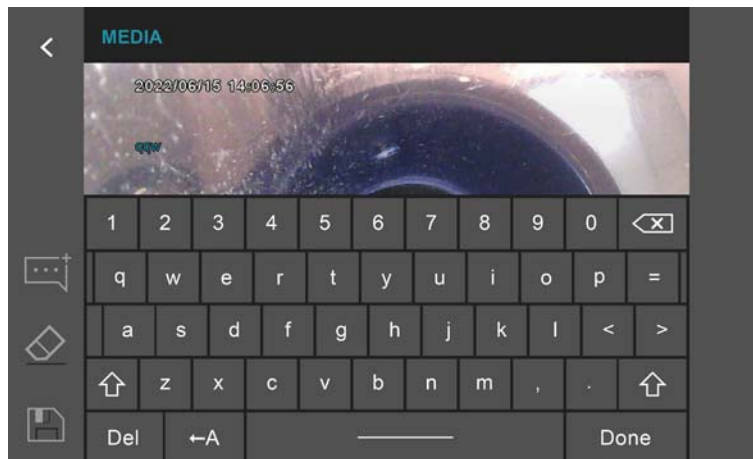 MEDIA
2022/06/15 14:06:56
qqw
1 2 3 4 5 6 7 8 9 0
q w e r t y u i o p =
a s d f g h j k l < >
z x c v b n m , .
Del ←A Done